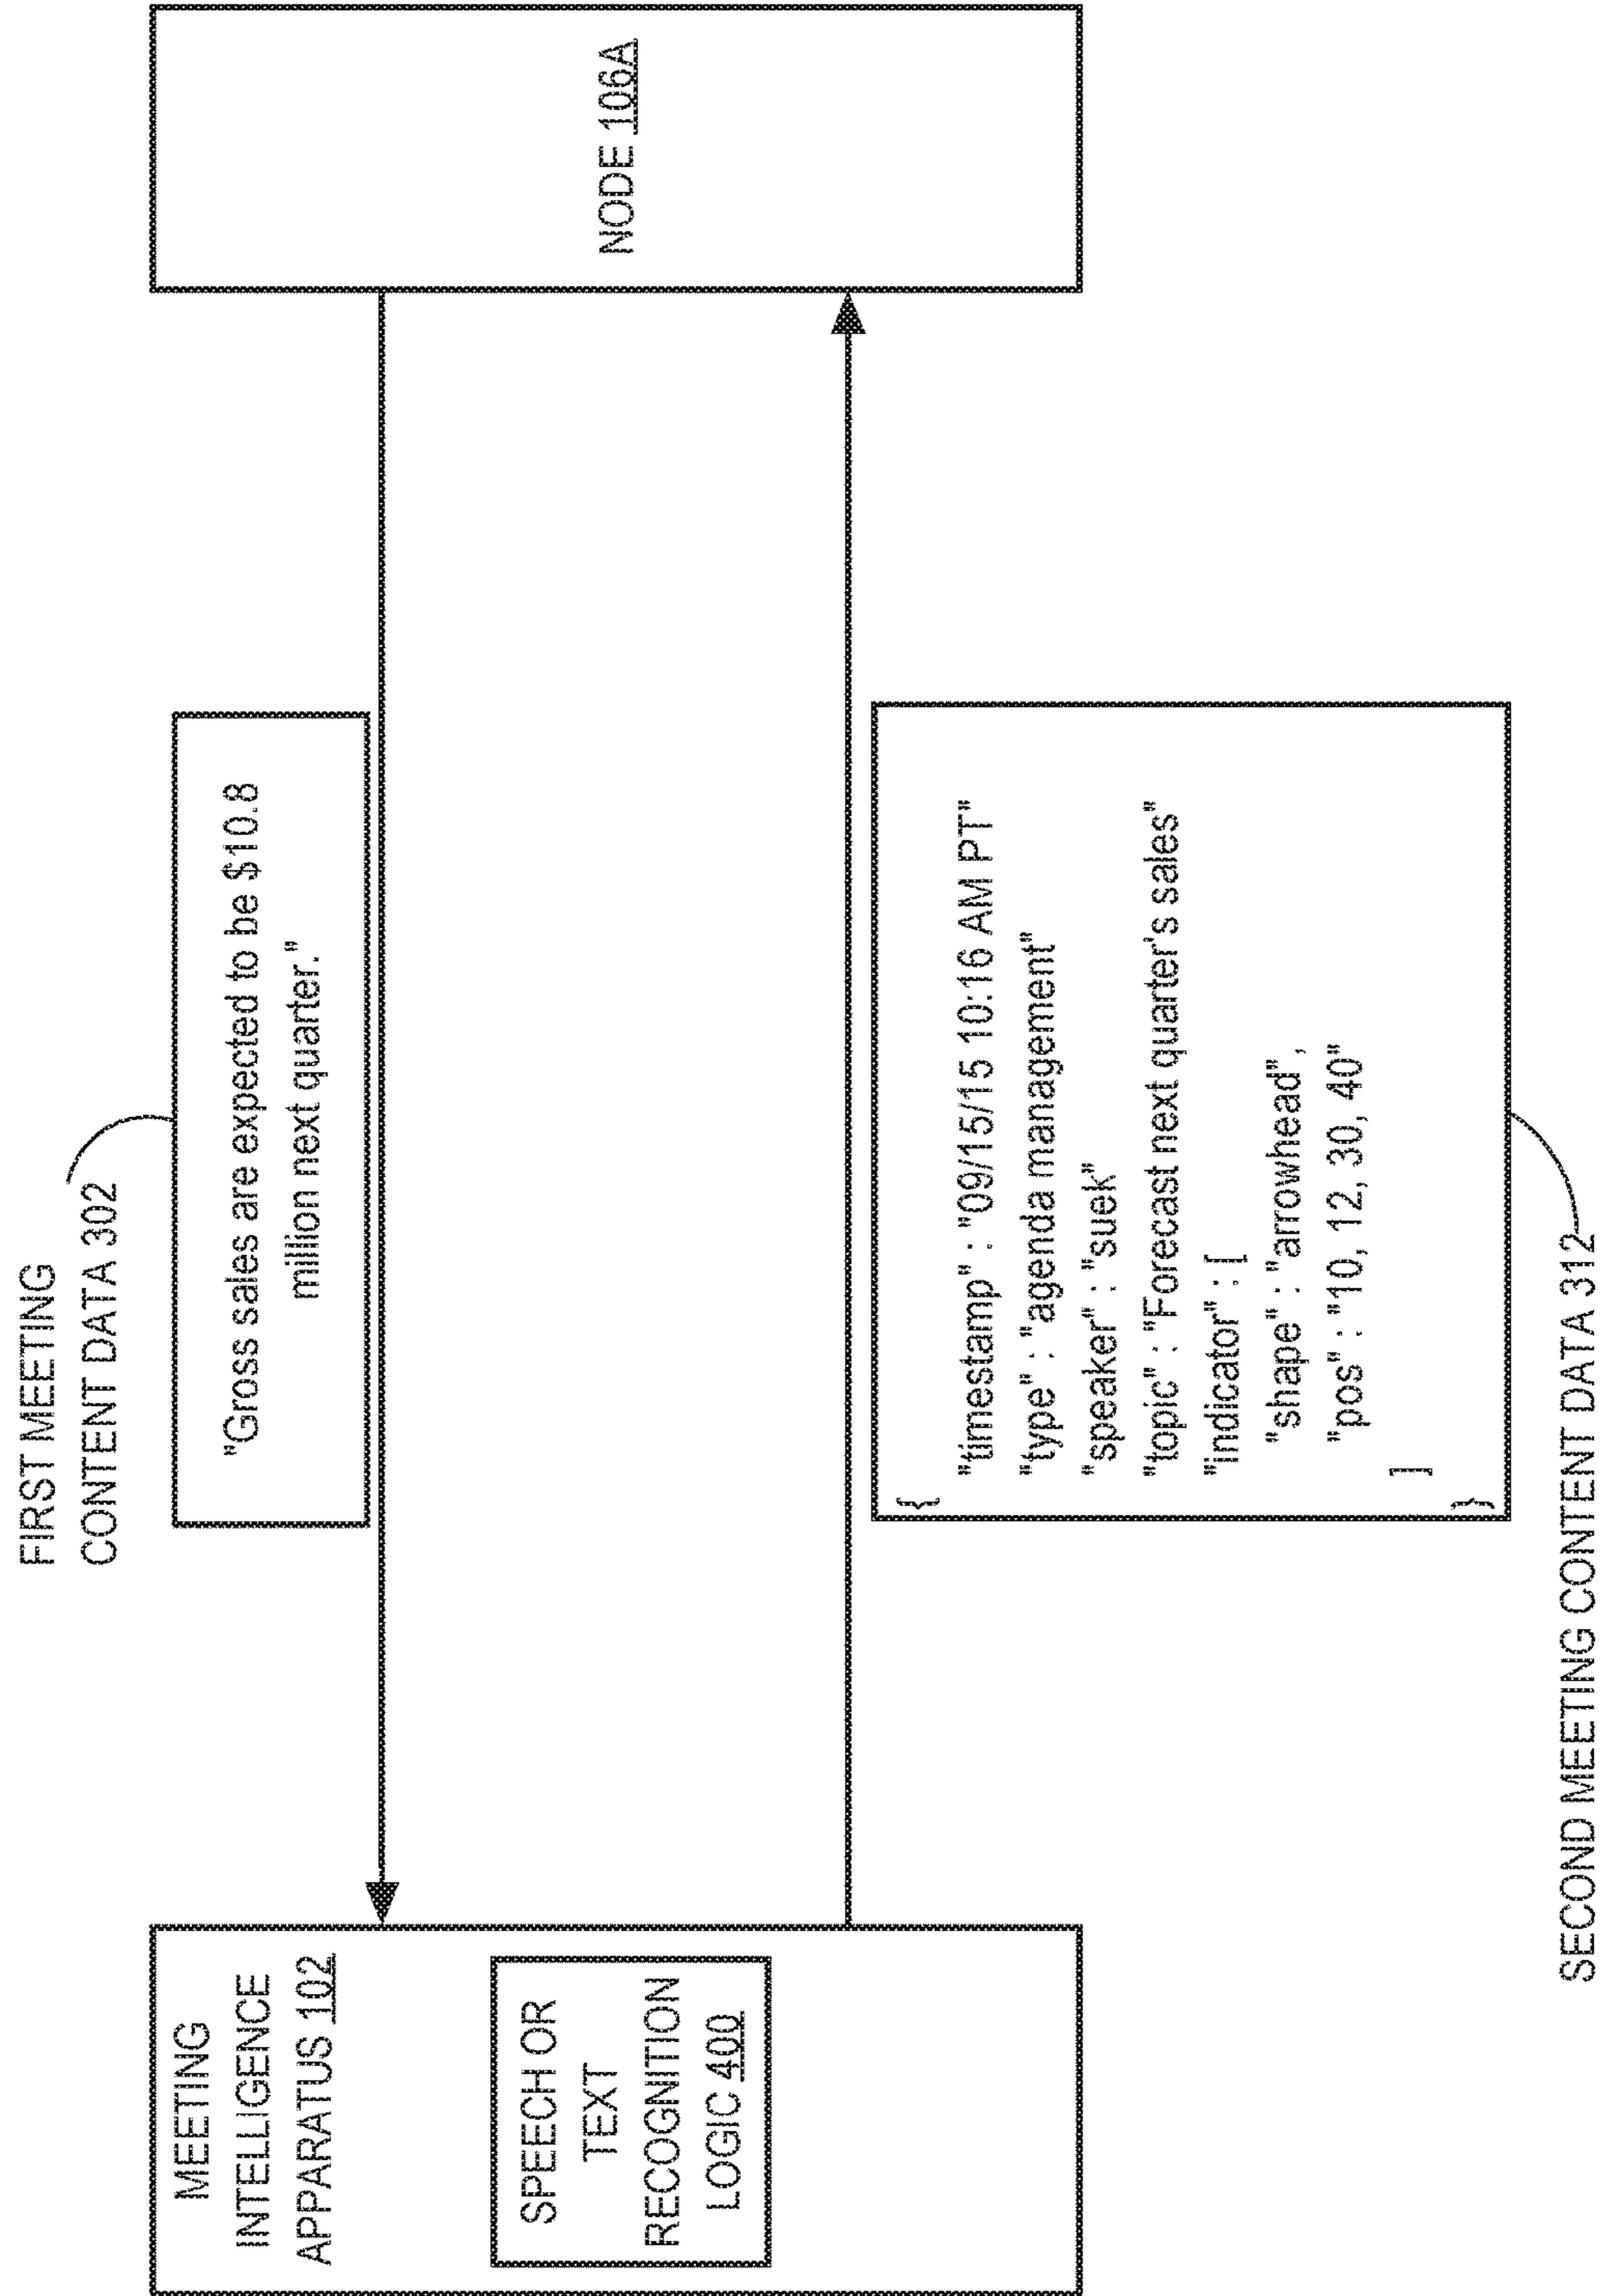 FIRST MEETING
CONTENT DATA 302
MEETING
INTELLIGENCE
APPARATUS 102
SPEECH OR
TEXT
RECOGNITION
LOGIC 400
"Gross sales are expected to be $10.8
million next quarter."
NODE 106A
{
"timestamp" : "09/15/15 10:16 AM PT"
"type" : "agenda management"
"speaker" : "suek"
"topic" : "Forecast next quarter's sales"
"indicator" : [
"shape" : "arrowhead",
"pos" : "10, 12, 30, 40"
]
}
SECOND MEETING CONTENT DATA 312